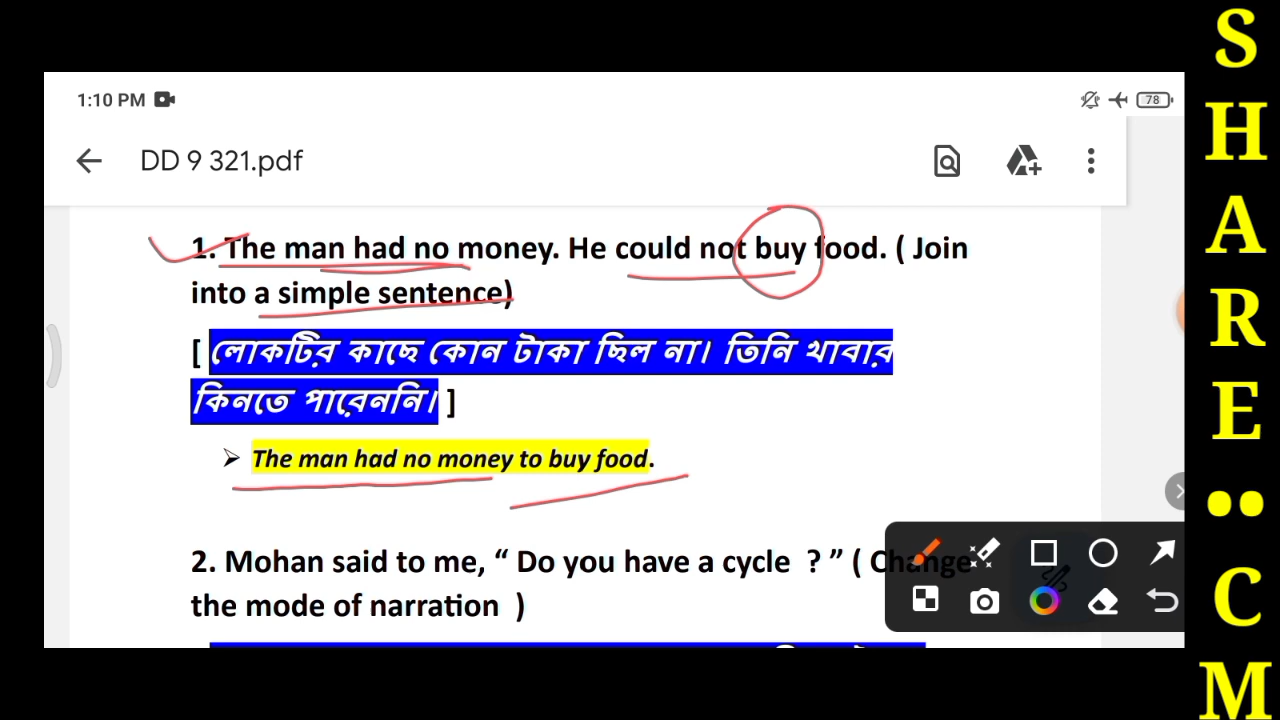 1:10 PM
78
DD 9 321.pdf
1. The man had no money. He could not buy food. ( Join
into a simple sentence)
[ লোকটির কাছে কোন টাকা ছিল না। তিনি খাবার
কিনতে পারেননি। ]
➢ The man had no money to buy food.
2. Mohan said to me, “ Do you have a cycle ? ” ( Change
the mode of narration )
SHARE••CM